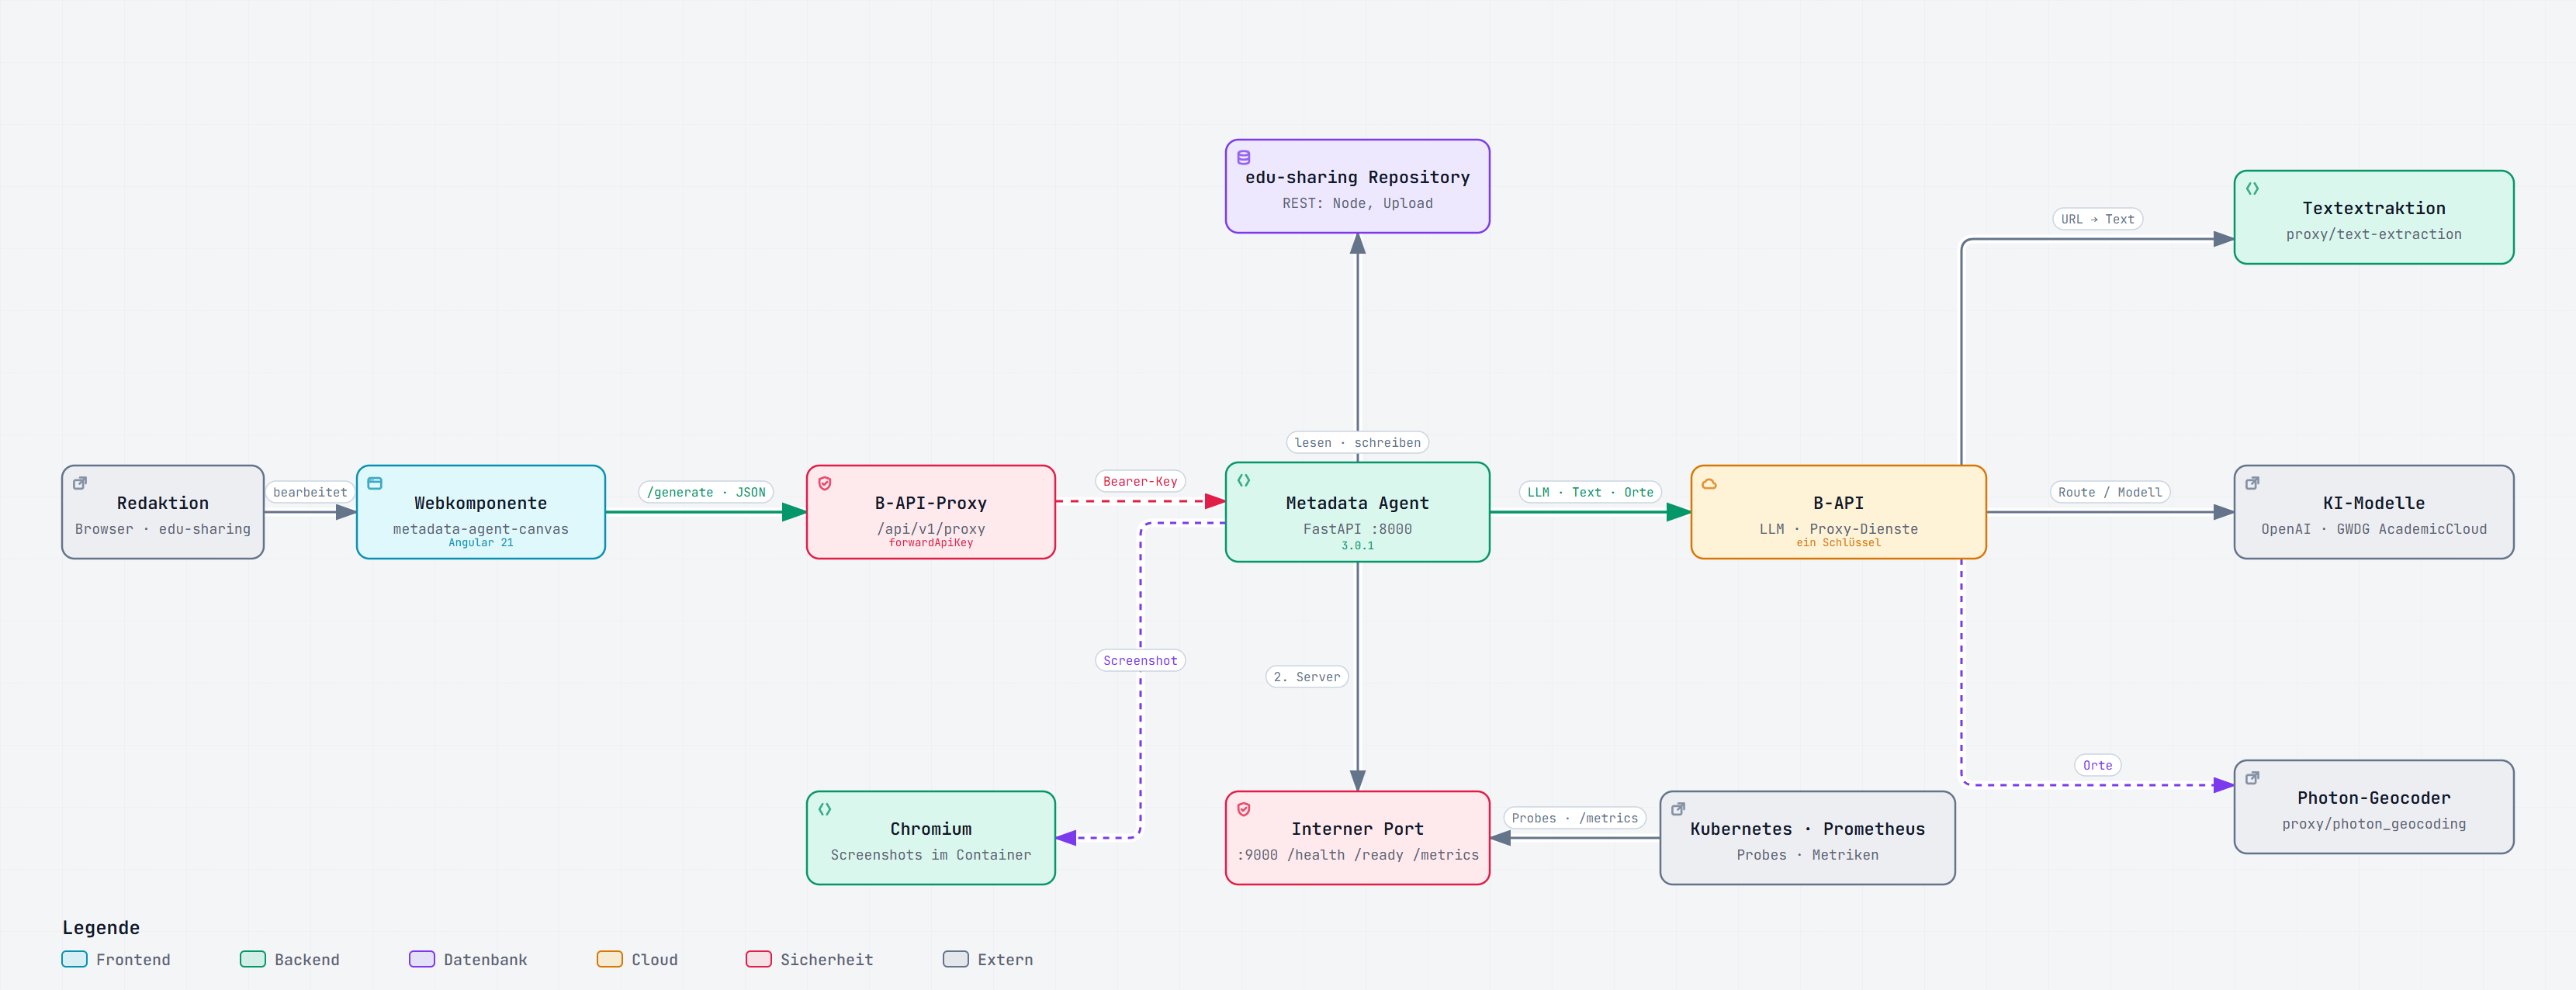 edu-sharing Repository
REST: Node, Upload
Textextraktion
proxy/text-extraction
URL → Text
lesen · schreiben
Redaktion
Browser · edu-sharing
bearbeitet
Webkomponente
metadata-agent-canvas
Angular 21
/generate · JSON
B-API-Proxy
/api/v1/proxy
forwardApiKey
Bearer-Key
Metadata Agent
FastAPI :8000
3.0.1
LLM · Text · Orte
B-API
LLM · Proxy-Dienste
ein Schlüssel
Route / Modell
KI-Modelle
OpenAI · GWDG AcademicCloud
Screenshot
2. Server
Orte
Photon-Geocoder
proxy/photon_geocoding
Chromium
Screenshots im Container
Interner Port
:9000 /health /ready /metrics
Probes · /metrics
Kubernetes · Prometheus
Probes · Metriken
Legende
Frontend
Backend
Datenbank
Cloud
Sicherheit
Extern